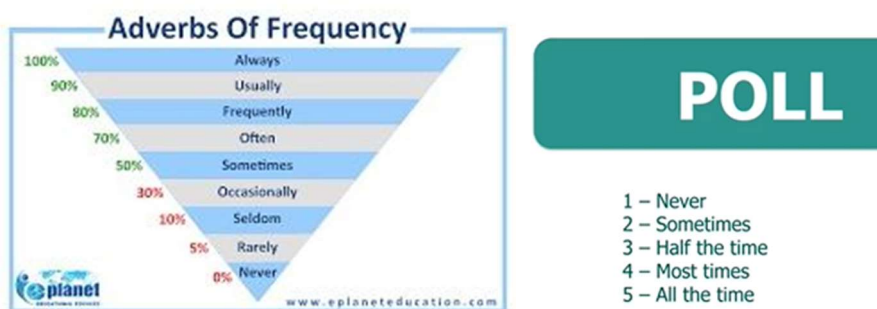 Adverbs Of Frequency
100% Always
90% Usually
80% Frequently
70% Often
50% Sometimes
30% Occasionally
10% Seldom
5% Rarely
0% Never
eplanet
www.eplaneteducation.com
POLL
1 – Never
2 – Sometimes
3 – Half the time
4 – Most times
5 – All the time